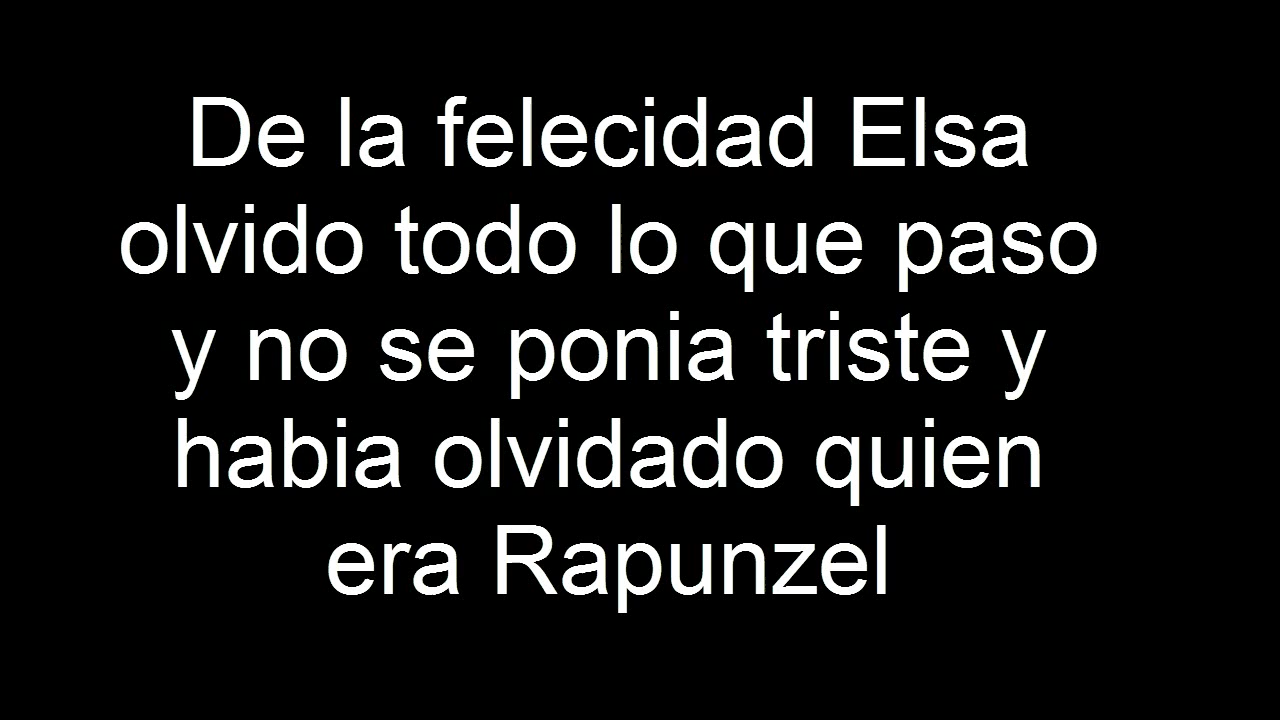 De la felecidad Elsa
olvido todo lo que paso
y no se ponia triste y
habia olvidado quien
era Rapunzel